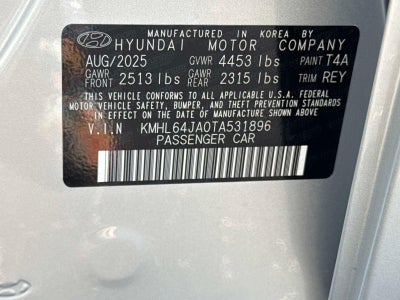 MANUFACTURED IN KOREA BY
HYUNDAI MOTOR COMPANY
AUG/2025 GVWR 4453 lbs PAINT T4A
GAWR FRONT 2513 lbs GAWR REAR 2315 lbs TRIM REY
THIS VEHICLE CONFORMS TO ALL APPLICABLE U.S.A. FEDERAL
MOTOR VEHICLE SAFETY, BUMPER, AND THEFT PREVENTION
STANDARDS IN EFFECT ON THE DATE OF MANUFACTURE SHOWN ABOVE.
V.I.N KMHL64JA0TA531896
PASSENGER CAR